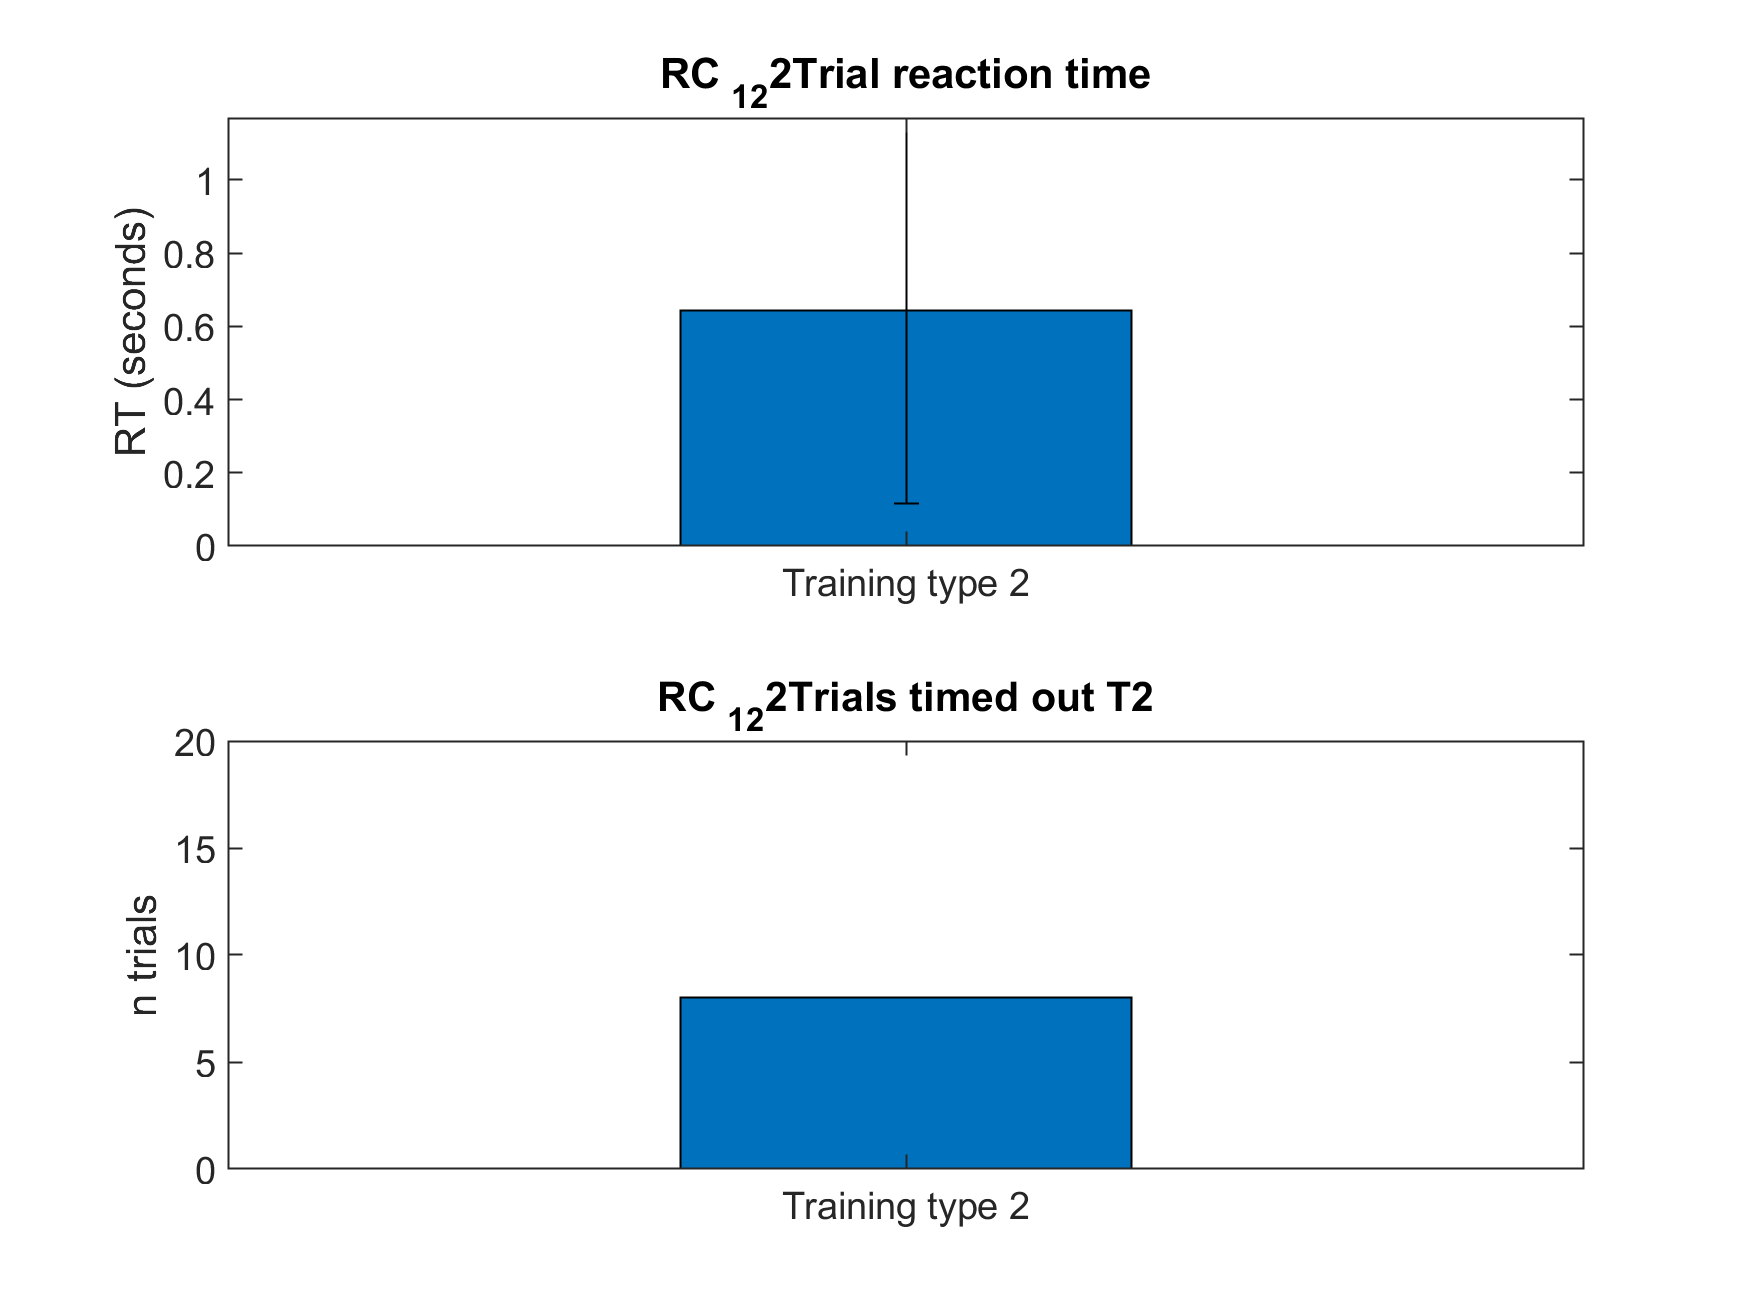 RC ₁₂2Trial reaction time
1
0.8
0.6
0.4
0.2
0
RT (seconds)
Training type 2
RC ₁₂2Trials timed out T2
20
15
10
5
0
n trials
Training type 2